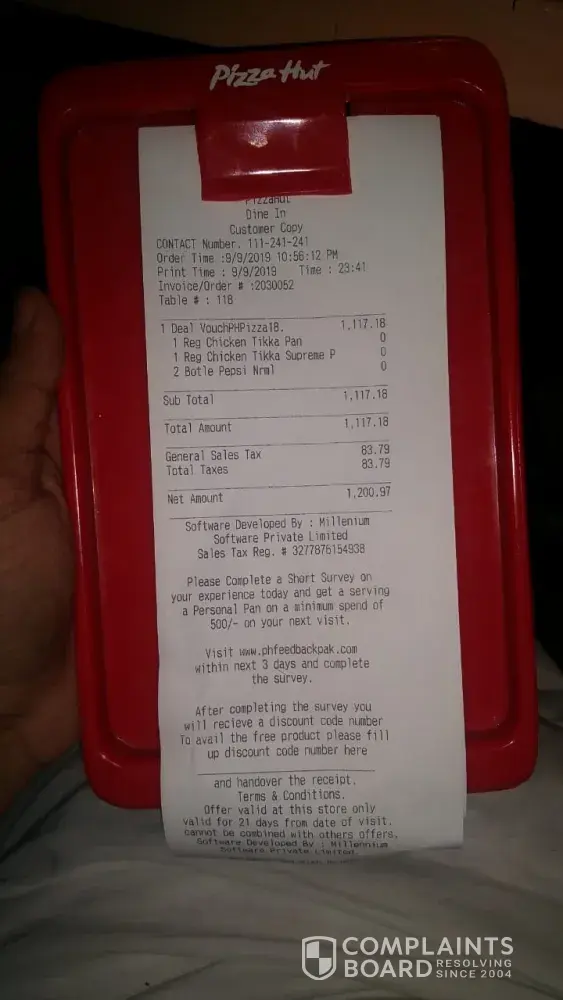 Pizza Hut
PizzaHut
Dine In
Customer Copy
CONTACT Number. 111-241-241
Order Time :9/9/2019 10:56:12 PM
Print Time : 9/9/2019 Time : 23:41
Invoice/Order # :2030052
Table # : 118
1 Deal VouchPHPizza18. 1,117.18
1 Reg Chicken Tikka Pan 0
1 Reg Chicken Tikka Supreme P 0
2 Botle Pepsi Nrml 0
Sub Total 1,117.18
Total Amount 1,117.18
General Sales Tax 83.79
Total Taxes 83.79
Net Amount 1,200.97
Software Developed By : Millenium
Software Private Limited
Sales Tax Reg. # 3277876154938
Please Complete a Short Survey on
your experience today and get a serving
a Personal Pan on a minimum spend of
500/- on your next visit.
Visit www.phfeedbackpak.com
within next 3 days and complete
the survey.
After completing the survey you
will recieve a discount code number
To avail the free product please fill
up discount code number here
and handover the receipt.
Terms & Conditions.
Offer valid at this store only
valid for 21 days from date of visit.
cannot be combined with others offers.
Software Developed By : Millennium
Software Private Limited.
COMPLAINTS
BOARD RESOLVING
SINCE 2004